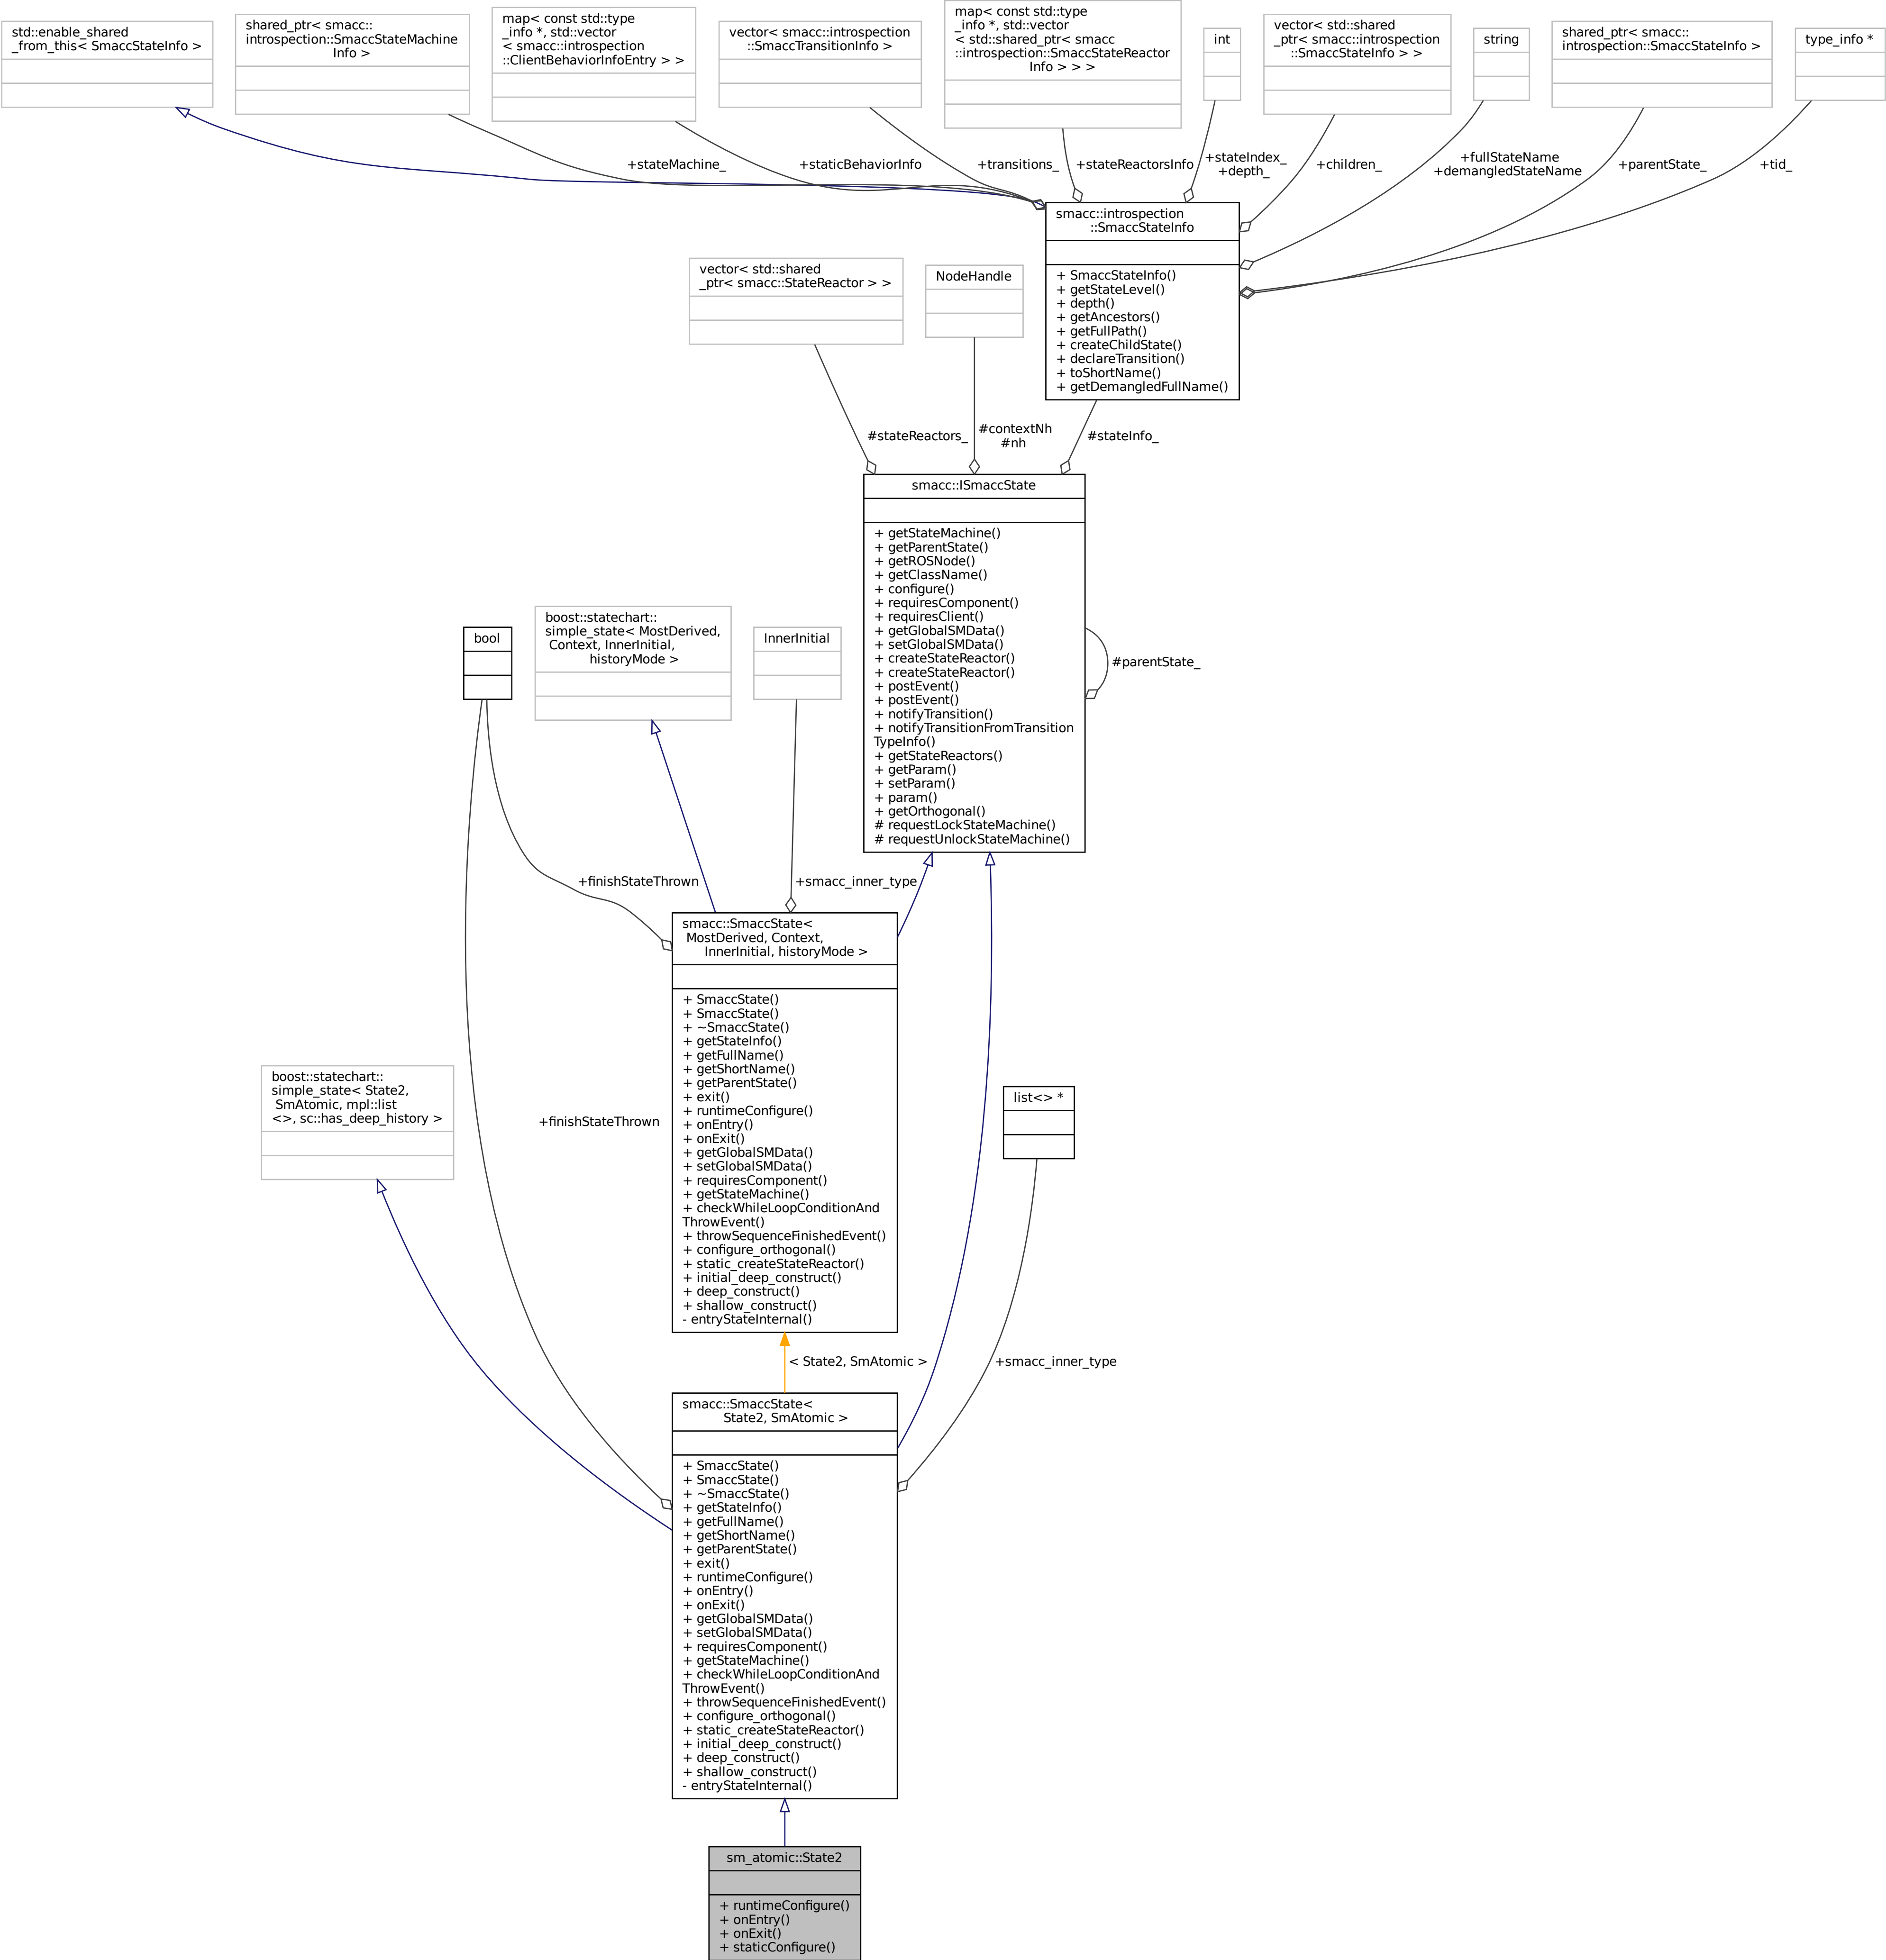 std::enable_shared
_from_this< SmaccStateInfo >
shared_ptr< smacc::
introspection::SmaccStateMachine
Info >
map< const std::type
_info *, std::vector
< smacc::introspection
::ClientBehaviorInfoEntry > >
vector< smacc::introspection
::SmaccTransitionInfo >
map< const std::type
_info *, std::vector
< std::shared_ptr< smacc
::introspection::SmaccStateReactor
Info > > >
int
vector< std::shared
_ptr< smacc::introspection
::SmaccStateInfo > >
string
shared_ptr< smacc::
introspection::SmaccStateInfo >
type_info *
+stateMachine_
+staticBehaviorInfo
+transitions_
+stateReactorsInfo
+stateIndex_
+depth_
+children_
+fullStateName
+demangledStateName
+parentState_
+tid_
smacc::introspection
::SmaccStateInfo
+ SmaccStateInfo()
+ getStateLevel()
+ depth()
+ getAncestors()
+ getFullPath()
+ createChildState()
+ declareTransition()
+ toShortName()
+ getDemangledFullName()
vector< std::shared
_ptr< smacc::StateReactor > >
NodeHandle
#stateReactors_
#contextNh
#nh
#stateInfo_
smacc::ISmaccState
+ getStateMachine()
+ getParentState()
+ getROSNode()
+ getClassName()
+ configure()
+ requiresComponent()
+ requiresClient()
+ getGlobalSMData()
+ setGlobalSMData()
+ createStateReactor()
+ createStateReactor()
+ postEvent()
+ postEvent()
+ notifyTransition()
+ notifyTransitionFromTransition
TypeInfo()
+ getStateReactors()
+ getParam()
+ setParam()
+ param()
+ getOrthogonal()
# requestLockStateMachine()
# requestUnlockStateMachine()
#parentState_
bool
boost::statechart::
simple_state< MostDerived,
Context, InnerInitial,
historyMode >
InnerInitial
+finishStateThrown
+smacc_inner_type
smacc::SmaccState<
MostDerived, Context,
InnerInitial, historyMode >
+ SmaccState()
+ SmaccState()
+ ~SmaccState()
+ getStateInfo()
+ getFullName()
+ getShortName()
+ getParentState()
+ exit()
+ runtimeConfigure()
+ onEntry()
+ onExit()
+ getGlobalSMData()
+ setGlobalSMData()
+ requiresComponent()
+ getStateMachine()
+ checkWhileLoopConditionAnd
ThrowEvent()
+ throwSequenceFinishedEvent()
+ configure_orthogonal()
+ static_createStateReactor()
+ initial_deep_construct()
+ deep_construct()
+ shallow_construct()
- entryStateInternal()
boost::statechart::
simple_state< State2,
SmAtomic, mpl::list
<>, sc::has_deep_history >
+finishStateThrown
list<> *
< State2, SmAtomic >
+smacc_inner_type
smacc::SmaccState<
State2, SmAtomic >
+ SmaccState()
+ SmaccState()
+ ~SmaccState()
+ getStateInfo()
+ getFullName()
+ getShortName()
+ getParentState()
+ exit()
+ runtimeConfigure()
+ onEntry()
+ onExit()
+ getGlobalSMData()
+ setGlobalSMData()
+ requiresComponent()
+ getStateMachine()
+ checkWhileLoopConditionAnd
ThrowEvent()
+ throwSequenceFinishedEvent()
+ configure_orthogonal()
+ static_createStateReactor()
+ initial_deep_construct()
+ deep_construct()
+ shallow_construct()
- entryStateInternal()
sm_atomic::State2
+ runtimeConfigure()
+ onEntry()
+ onExit()
+ staticConfigure()